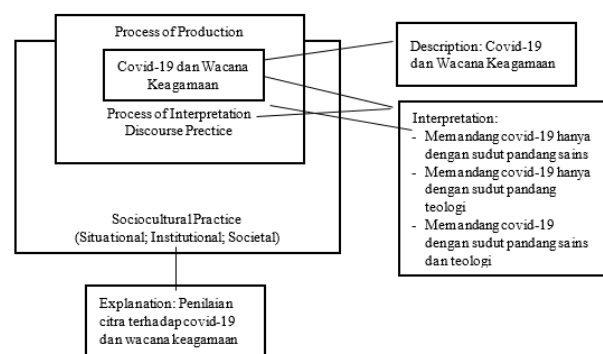 Process of Production
Covid-19 dan Wacana
Keagamaan
Process of Interpretation
Discourse Prectice
Sociocultural Practice
(Situational; Institutional; Societal)
Description: Covid-19
dan Wacana Keagamaan
Interpretation:
- Memandang covid-19 hanya
dengan sudut pandang sains
- Memandang covid-19 hanya
dengan sudut pandang
teologi
- Memandang covid-19
dengan sudut pandang sains
dan teologi
Explanation: Penilaian
citra terhadap covid-19
dan wacana keagamaan